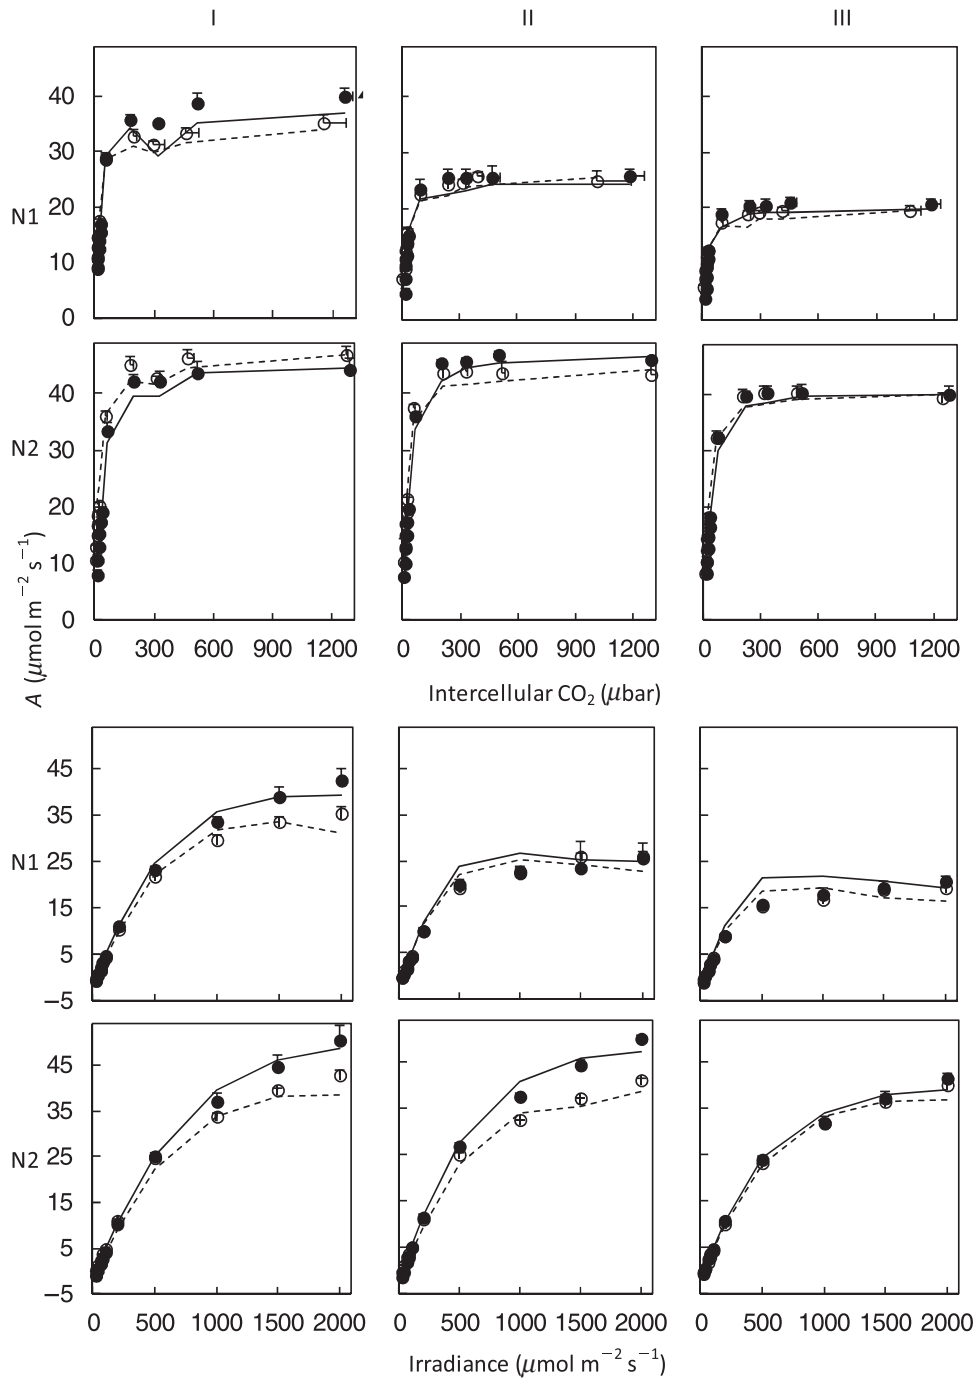 I II III
40
30
N1 20
10
0
40
30
N2
20
10
0
0 300 600 900 1200 0 300 600 900 1200 0 300 600 900 1200
Intercellular CO₂ (μbar)
A (μmol m⁻² s⁻¹)
45
35
N1 25
15
5
−5
45
35
N2 25
15
5
−5
0 500 1000 1500 2000 0 500 1000 1500 2000 0 500 1000 1500 2000
Irradiance (μmol m⁻² s⁻¹)